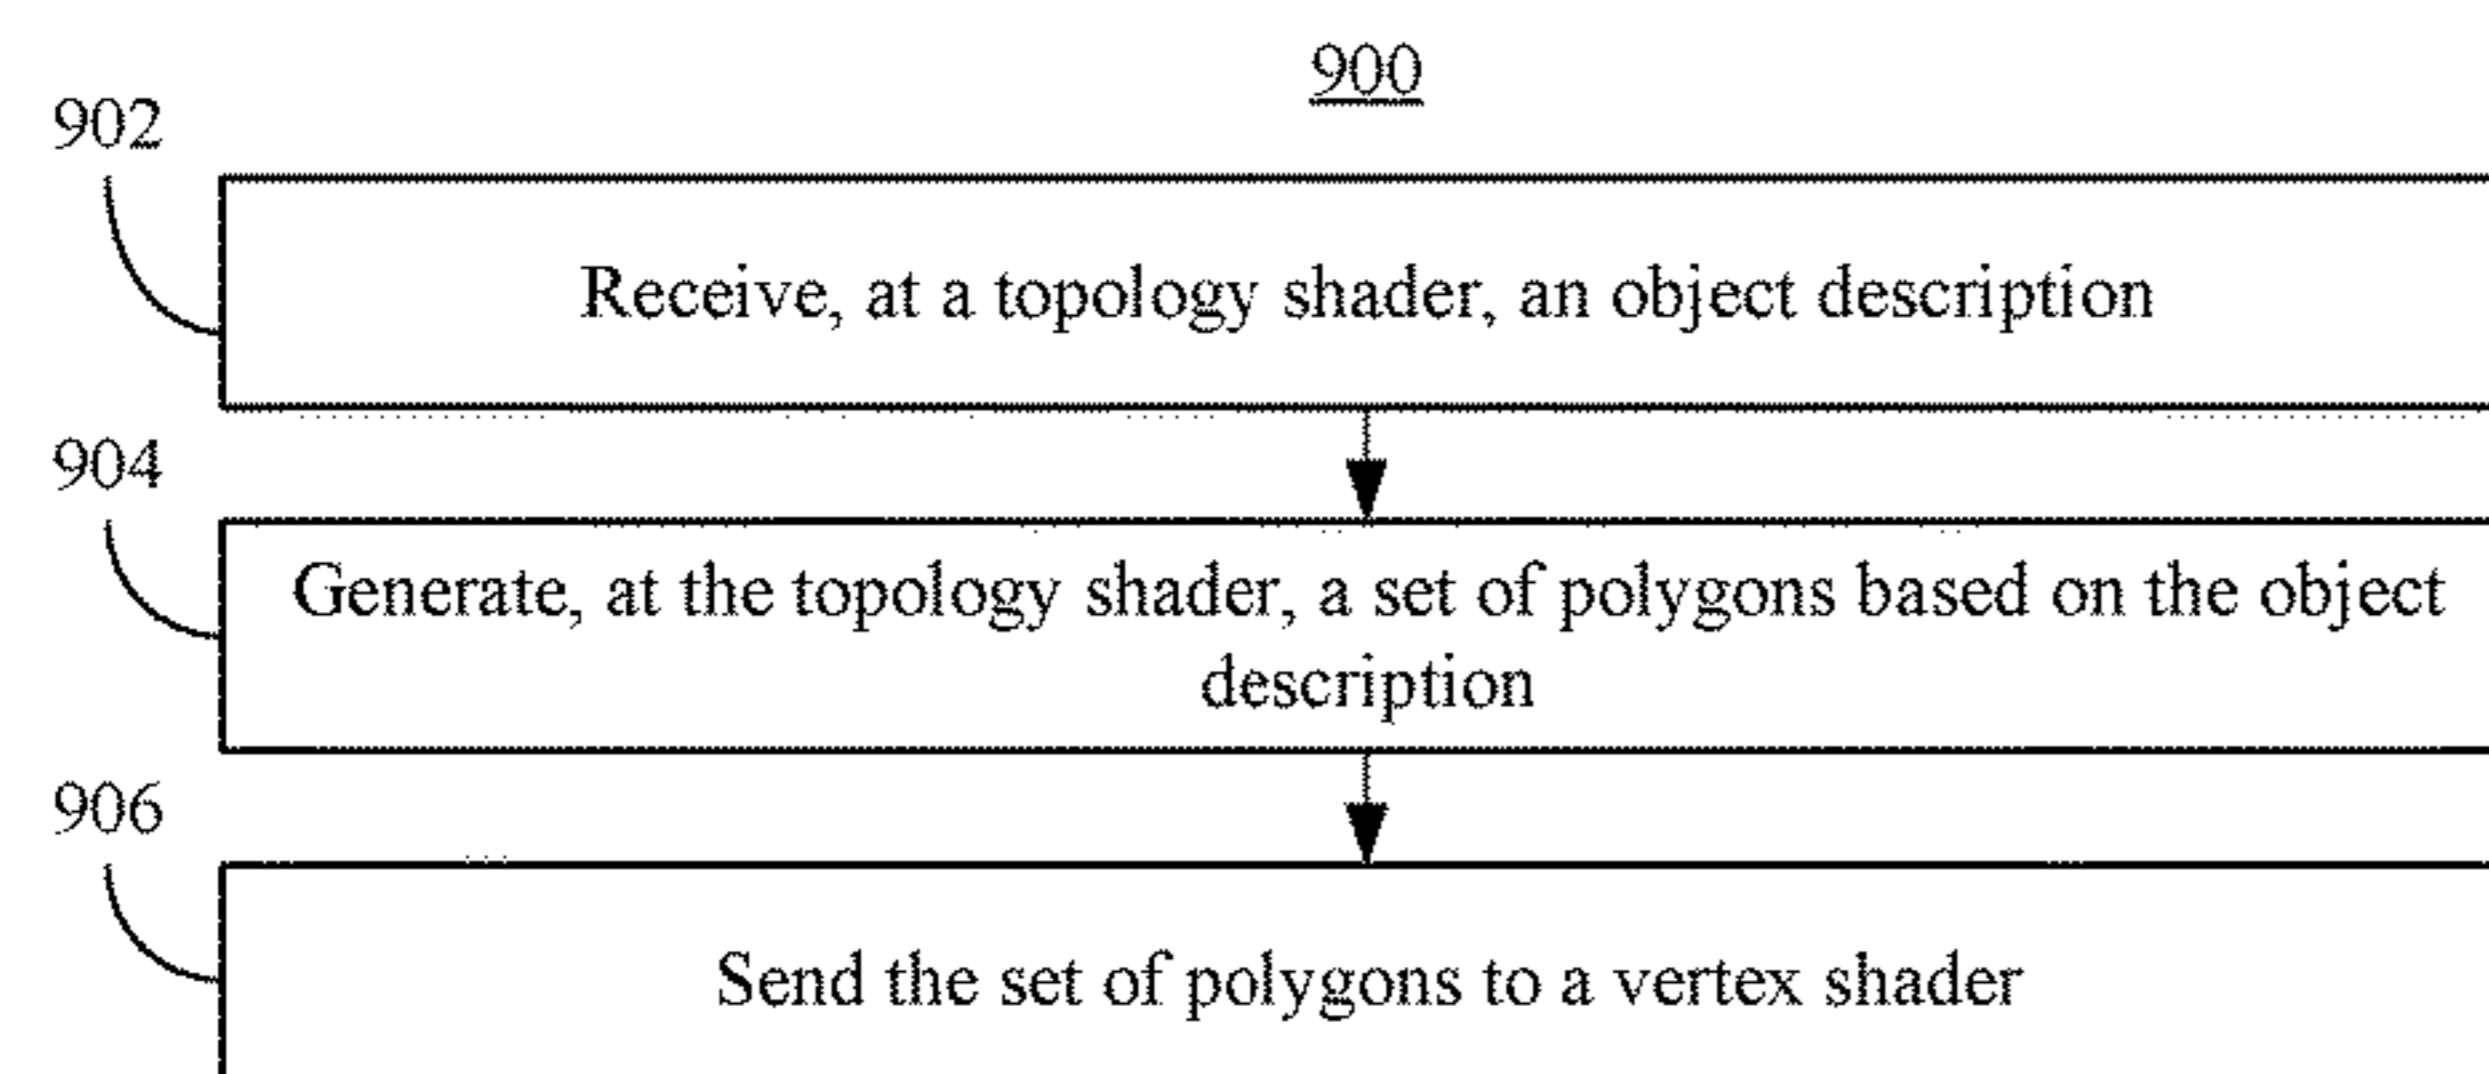 900
902
Receive, at a topology shader, an object description
904
Generate, at the topology shader, a set of polygons based on the object
description
906
Send the set of polygons to a vertex shader